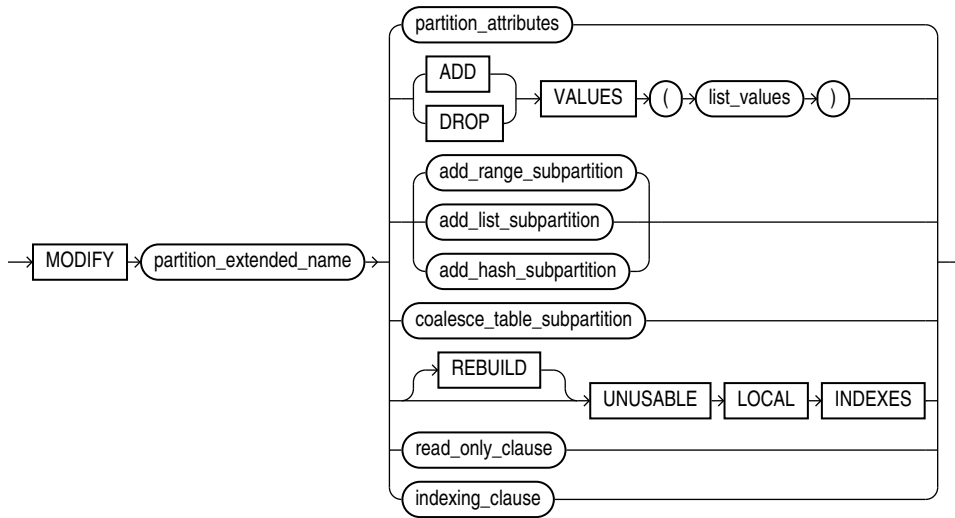 partition_attributes
ADD
DROP
VALUES ( list_values )
add_range_subpartition
add_list_subpartition
add_hash_subpartition
MODIFY partition_extended_name
coalesce_table_subpartition
REBUILD
UNUSABLE LOCAL INDEXES
read_only_clause
indexing_clause